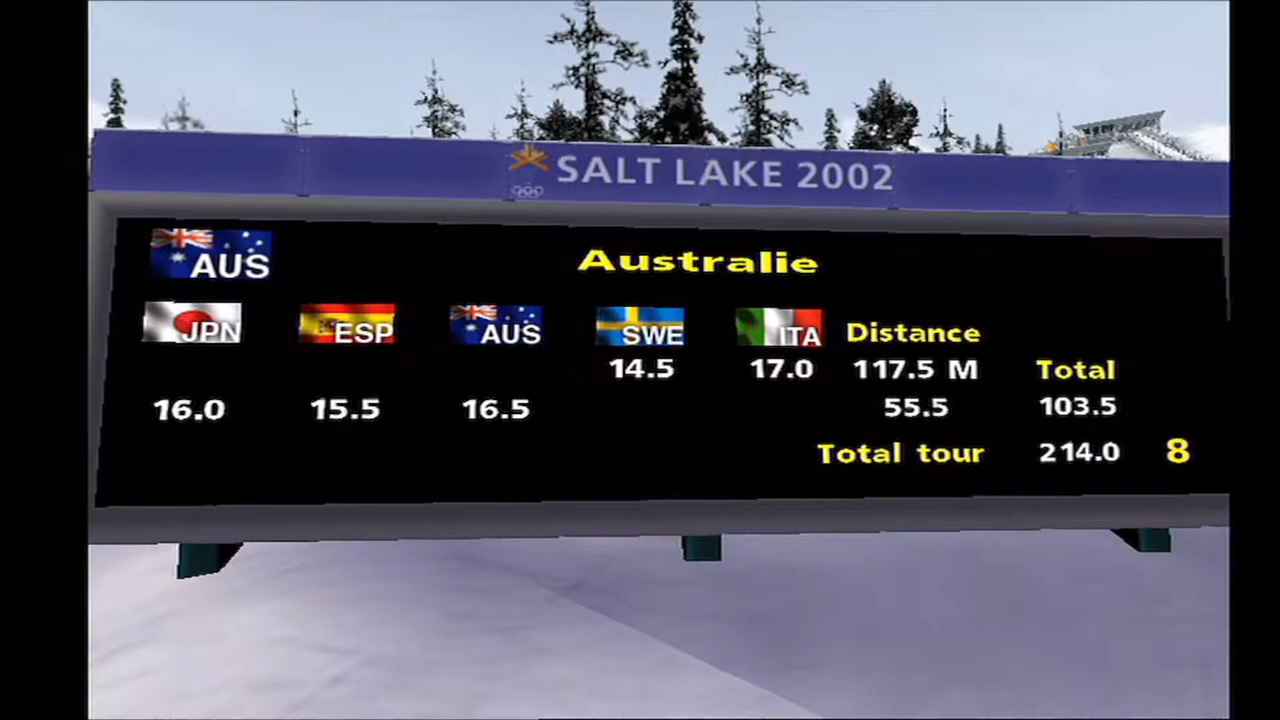 SALT LAKE 2002
AUS Australie
JPN ESP AUS SWE ITA Distance
14.5 17.0 117.5 M Total
16.0 15.5 16.5 55.5 103.5
Total tour 214.0 8